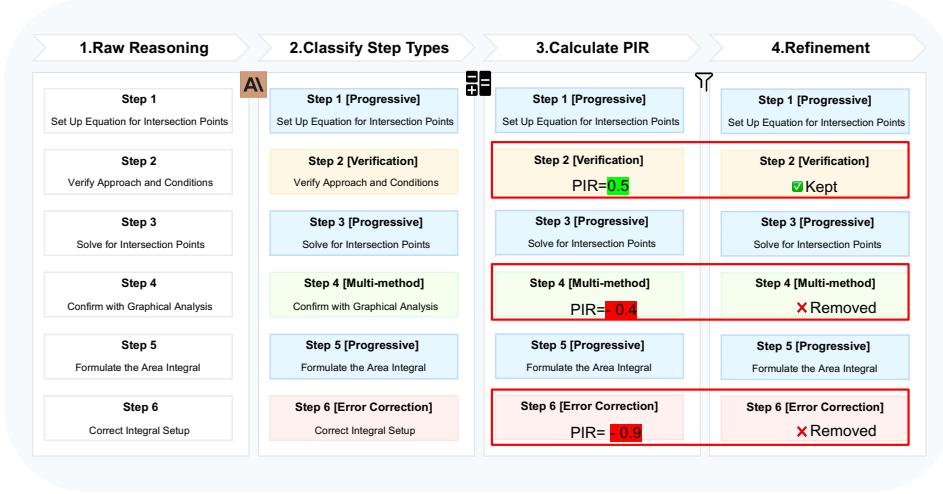 1.Raw Reasoning
2.Classify Step Types
3.Calculate PIR
4.Refinement
A\
Step 1
Set Up Equation for Intersection Points
Step 2
Verify Approach and Conditions
Step 3
Solve for Intersection Points
Step 4
Confirm with Graphical Analysis
Step 5
Formulate the Area Integral
Step 6
Correct Integral Setup
Step 1 [Progressive]
Set Up Equation for Intersection Points
Step 2 [Verification]
Verify Approach and Conditions
Step 3 [Progressive]
Solve for Intersection Points
Step 4 [Multi-method]
Confirm with Graphical Analysis
Step 5 [Progressive]
Formulate the Area Integral
Step 6 [Error Correction]
Correct Integral Setup
Step 1 [Progressive]
Set Up Equation for Intersection Points
Step 2 [Verification]
PIR=0.5
Step 3 [Progressive]
Solve for Intersection Points
Step 4 [Multi-method]
PIR=- 0.4
Step 5 [Progressive]
Formulate the Area Integral
Step 6 [Error Correction]
PIR= - 0.9
Step 1 [Progressive]
Set Up Equation for Intersection Points
Step 2 [Verification]
✅ Kept
Step 3 [Progressive]
Solve for Intersection Points
Step 4 [Multi-method]
❌ Removed
Step 5 [Progressive]
Formulate the Area Integral
Step 6 [Error Correction]
❌ Removed